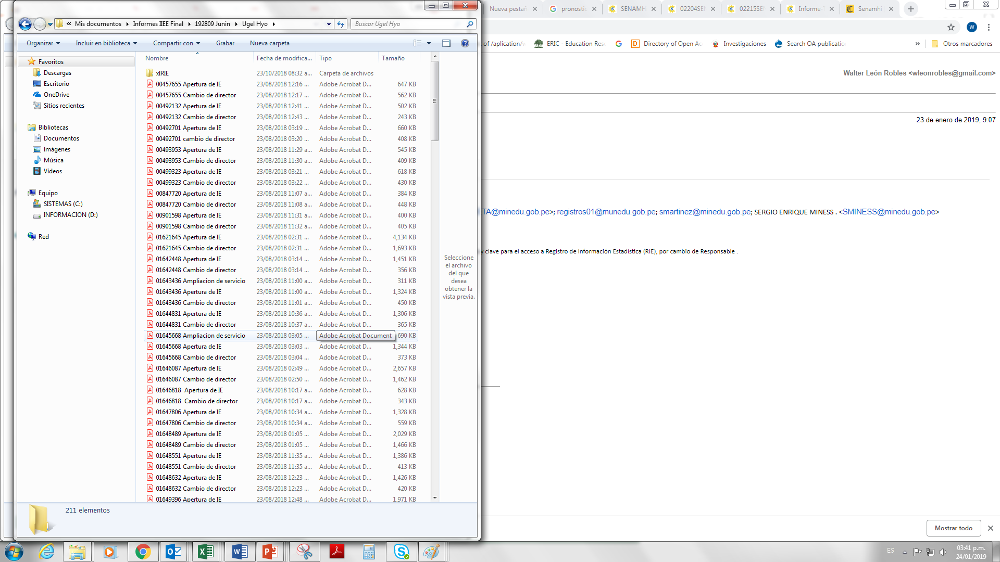 « Mis documentos ▸ Informes IIEE Final ▸ 192809 Junin ▸ Ugel Hyo ▸
Buscar Ugel Hyo
Organizar
Incluir en biblioteca
Compartir con
Grabar
Nueva carpeta
Favoritos
Descargas
Escritorio
OneDrive
Sitios recientes
Bibliotecas
Documentos
Imágenes
Música
Vídeos
Equipo
SISTEMAS (C:)
INFORMACION (D:)
Red
Nombre Fecha de modifica... Tipo Tamaño
xIRIE 23/10/2018 08:32 a... Carpeta de archivos
00457655 Apertura de IE 23/08/2018 12:16 ... Adobe Acrobat D... 647 KB
00457655 Cambio de director 23/08/2018 12:17 ... Adobe Acrobat D... 562 KB
00492132 Apertura de IE 23/08/2018 12:41 ... Adobe Acrobat D... 502 KB
00492132 Cambio de director 23/08/2018 12:43 ... Adobe Acrobat D... 243 KB
00492701 Apertura de IE 23/08/2018 03:19 ... Adobe Acrobat D... 660 KB
00492701 cambio de director 23/08/2018 03:20 ... Adobe Acrobat D... 408 KB
00493953 Apertura de IE 23/08/2018 11:29 a... Adobe Acrobat D... 545 KB
00493953 Cambio de director 23/08/2018 11:30 a... Adobe Acrobat D... 409 KB
00499323 Apertura de IE 23/08/2018 03:21 ... Adobe Acrobat D... 618 KB
00499323 Cambio de director 23/08/2018 03:22 ... Adobe Acrobat D... 430 KB
00847720 Apertura de IE 23/08/2018 11:07 a... Adobe Acrobat D... 384 KB
00847720 Cambio de director 23/08/2018 11:08 a... Adobe Acrobat D... 448 KB
00901598 Apertura de IE 23/08/2018 11:31 a... Adobe Acrobat D... 400 KB
00901598 Cambio de director 23/08/2018 11:32 a... Adobe Acrobat D... 405 KB
01621645 Apertura de IE 23/08/2018 02:31 ... Adobe Acrobat D... 4,134 KB
01621645 Cambio de director 23/08/2018 02:31 ... Adobe Acrobat D... 1,693 KB
01642448 Apertura de IE 23/08/2018 03:14 ... Adobe Acrobat D... 1,451 KB
01642448 Cambio de director 23/08/2018 03:14 ... Adobe Acrobat D... 356 KB
01643436 Ampliacion de servicio 23/08/2018 11:00 a... Adobe Acrobat D... 311 KB
01643436 Apertura de IE 23/08/2018 11:00 a... Adobe Acrobat D... 1,324 KB
01643436 Cambio de director 23/08/2018 11:01 a... Adobe Acrobat D... 450 KB
01644831 Apertura de IE 23/08/2018 10:36 a... Adobe Acrobat D... 1,306 KB
01644831 Cambio de director 23/08/2018 10:37 a... Adobe Acrobat D... 365 KB
01645668 Ampliacion de servicio 23/08/2018 03:05 ... Adobe Acrobat Document 690 KB
01645668 Apertura de IE 23/08/2018 03:03 ... Adobe Acrobat D... 1,344 KB
01645668 Cambio de director 23/08/2018 03:04 ... Adobe Acrobat D... 373 KB
01646087 Apertura de IE 23/08/2018 02:49 ... Adobe Acrobat D... 2,657 KB
01646087 Cambio de director 23/08/2018 02:50 ... Adobe Acrobat D... 1,462 KB
01646818  Apertura de IE 23/08/2018 10:17 a... Adobe Acrobat D... 628 KB
01646818  Cambio de director 23/08/2018 10:17 a... Adobe Acrobat D... 343 KB
01647806 Apertura de IE 23/08/2018 10:34 a... Adobe Acrobat D... 1,328 KB
01647806 Cambio de director 23/08/2018 10:34 a... Adobe Acrobat D... 559 KB
01648489 Apertura de IE 23/08/2018 01:05 ... Adobe Acrobat D... 2,029 KB
01648489 Cambio de director 23/08/2018 01:05 ... Adobe Acrobat D... 1,466 KB
01648551 Apertura de IE 23/08/2018 11:35 a... Adobe Acrobat D... 1,386 KB
01648551 Cambio de director 23/08/2018 11:35 a... Adobe Acrobat D... 413 KB
01648632 Apertura de IE 23/08/2018 12:23 ... Adobe Acrobat D... 1,426 KB
01648632 Cambio de director 23/08/2018 12:23 ... Adobe Acrobat D... 420 KB
01649396 Apertura de IE 23/08/2018 12:48 ... Adobe Acrobat D... 1,971 KB
Seleccione
el archivo
del que
desea
obtener la
vista previa.
211 elementos
Nueva pestañ
pronostic
SENAMH
02204SE
02215SE
Informe-
Senamhi
W
of /aplication/
ERIC - Education Res
Directory of Open Ac
Investigaciones
Search OA publicatio
»
Otros marcadores
Walter León Robles <wleonrobles@gmail.com>
23 de enero de 2019, 9:07
TA@minedu.gob.pe>; registros01@munedu.gob.pe; smartinez@minedu.gob.pe; SERGIO ENRIQUE MINESS . <SMINESS@minedu.gob.pe>
y clave para el acceso a Registro de Información Estadística (RIE), por cambio de Responsable .
Mostrar todo
ES
03:41 p.m.
24/01/2019